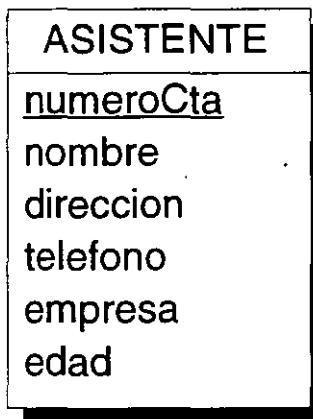 ASISTENTE
numeroCta
nombre
direccion
telefono
empresa
edad